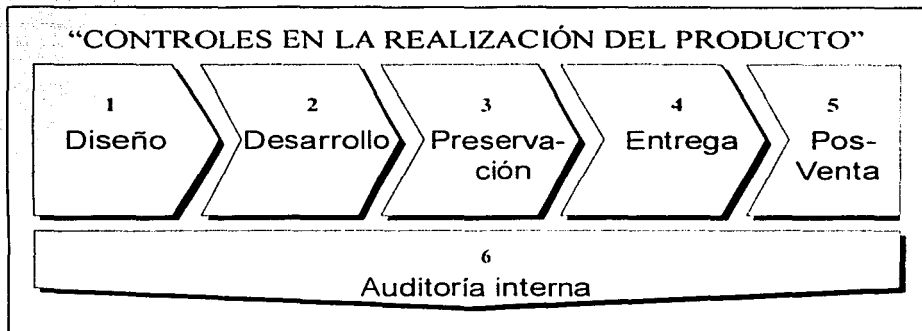 “CONTROLES EN LA REALIZACIÓN DEL PRODUCTO”
1
Diseño
2
Desarrollo
3
Preserva-
ción
4
Entrega
5
Pos-
Venta
6
Auditoría interna